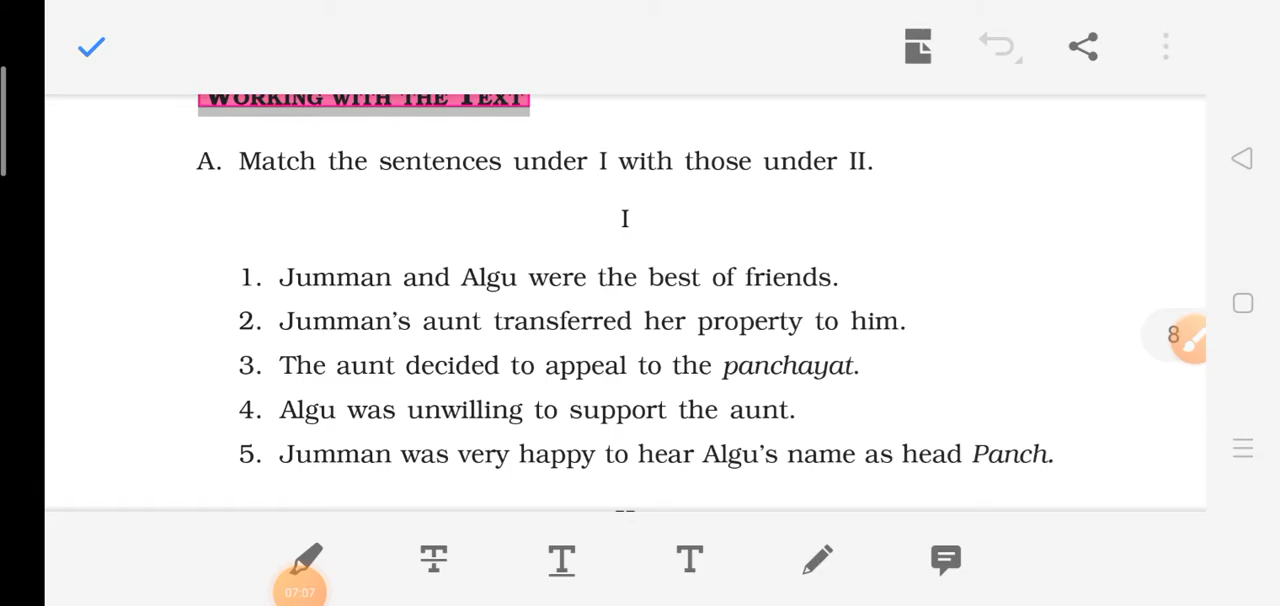 WORKING WITH THE TEXT
A. Match the sentences under I with those under II.
I
1. Jumman and Algu were the best of friends.
2. Jumman's aunt transferred her property to him.
3. The aunt decided to appeal to the panchayat.
8
4. Algu was unwilling to support the aunt.
5. Jumman was very happy to hear Algu's name as head Panch.
T
T
T
07:07